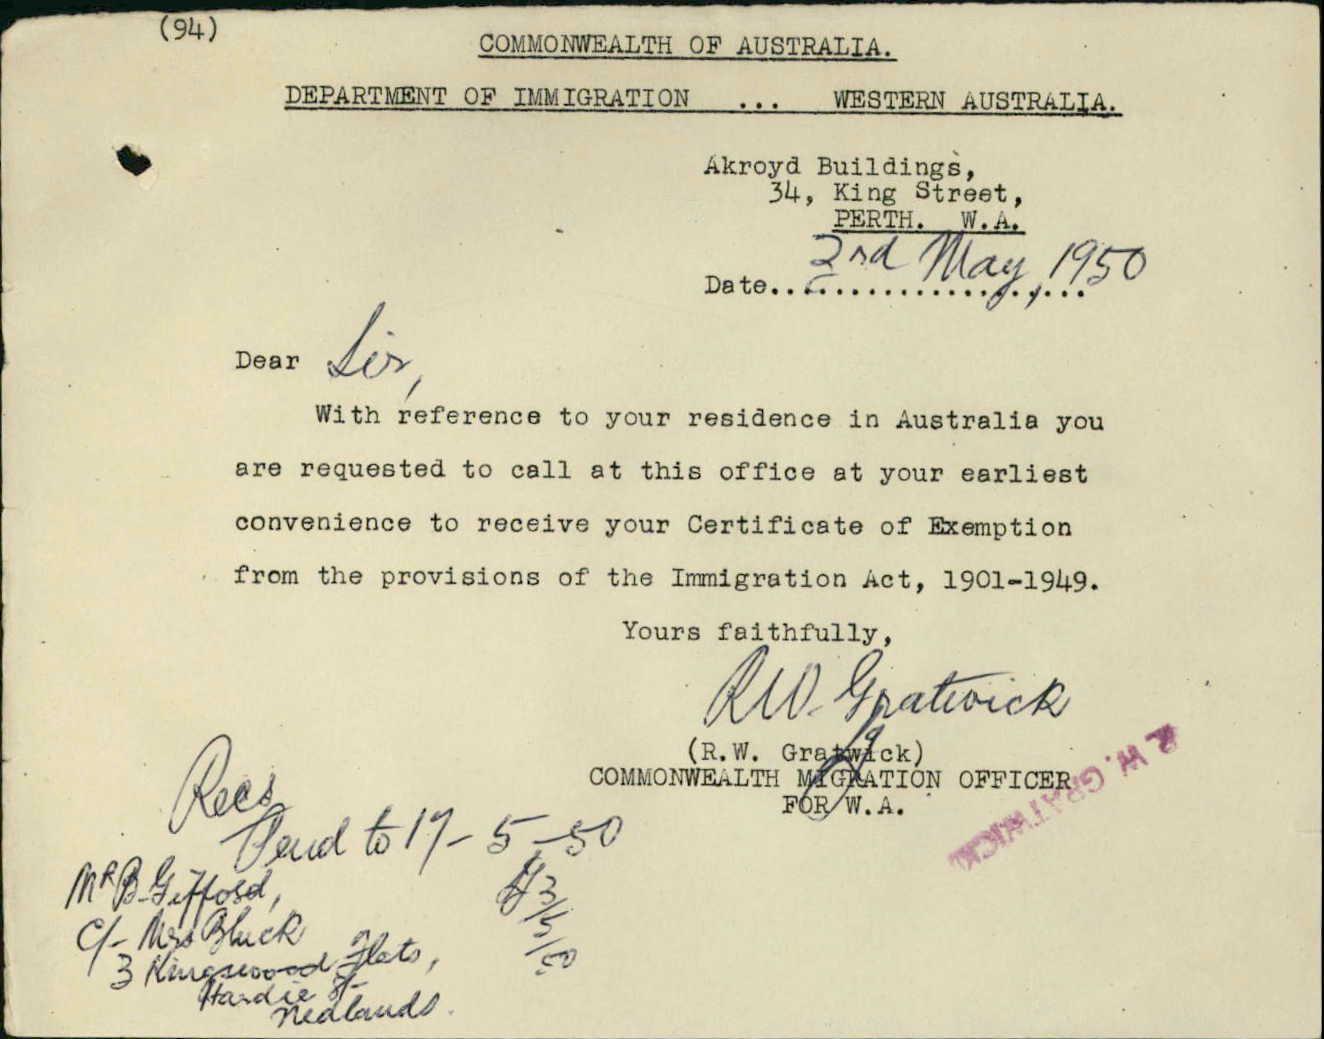 (94)
COMMONWEALTH OF AUSTRALIA.
DEPARTMENT OF IMMIGRATION ... WESTERN AUSTRALIA.
Akroyd Buildings,
34, King Street,
PERTH. W.A.
Date.. 2nd May, 1950
Dear Sir,
With reference to your residence in Australia you
are requested to call at this office at your earliest
convenience to receive your Certificate of Exemption
from the provisions of the Immigration Act, 1901-1949.
Yours faithfully,
R.W. Gratwick
(R.W. Gratwick)
COMMONWEALTH MIGRATION OFFICER
FOR W.A.
R. W. GRATWICK
Recs
Pend to 17-5-50
3/5/50
Mr B. Gifford,
C/- Mrs Bluck
3 Kingswood Flats,
Hardie St
Nedlands.